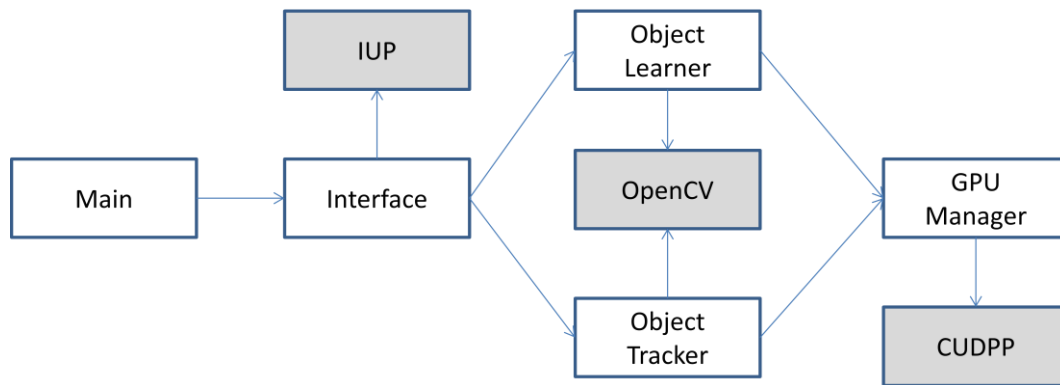 IUP
Object
Learner
Main
Interface
OpenCV
GPU
Manager
Object
Tracker
CUDPP